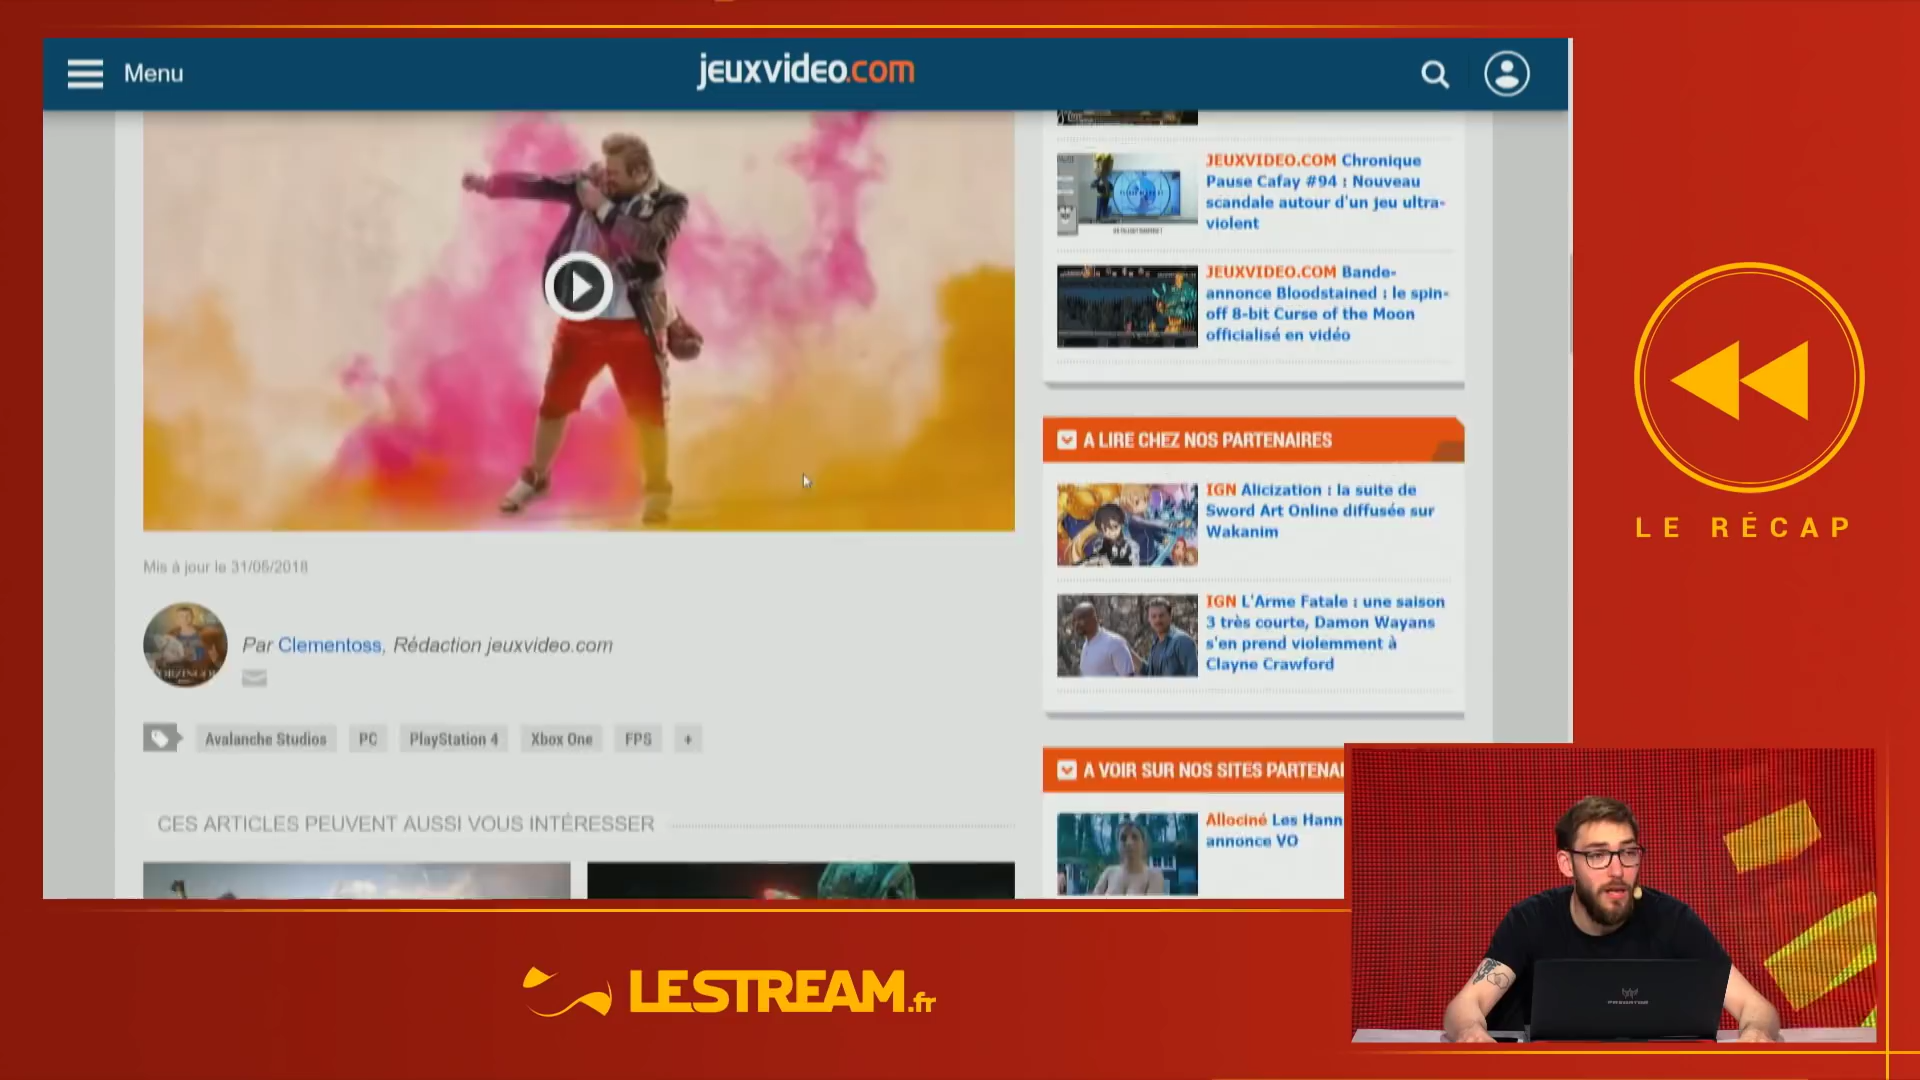 Menu
jeuxvideo.com
JEUXVIDEO.COM Chronique
Pause Cafay #94 : Nouveau
scandale autour d'un jeu ultra-
violent
JEUXVIDEO.COM Bande-
annonce Bloodstained : le spin-
off 8-bit Curse of the Moon
officialisé en vidéo
A LIRE CHEZ NOS PARTENAIRES
IGN Alicization : la suite de
Sword Art Online diffusée sur
Wakanim
IGN L'Arme Fatale : une saison
3 très courte, Damon Wayans
s'en prend violemment à
Clayne Crawford
A VOIR SUR NOS SITES PARTENAI
Allociné Les Hann
annonce VO
Mis à jour le 31/05/2018
Par Clementoss, Rédaction jeuxvideo.com
Avalanche Studios
PC
PlayStation 4
Xbox One
FPS
+
CES ARTICLES PEUVENT AUSSI VOUS INTÉRESSER
LE RÉCAP
LESTREAM.fr
PREDATOR